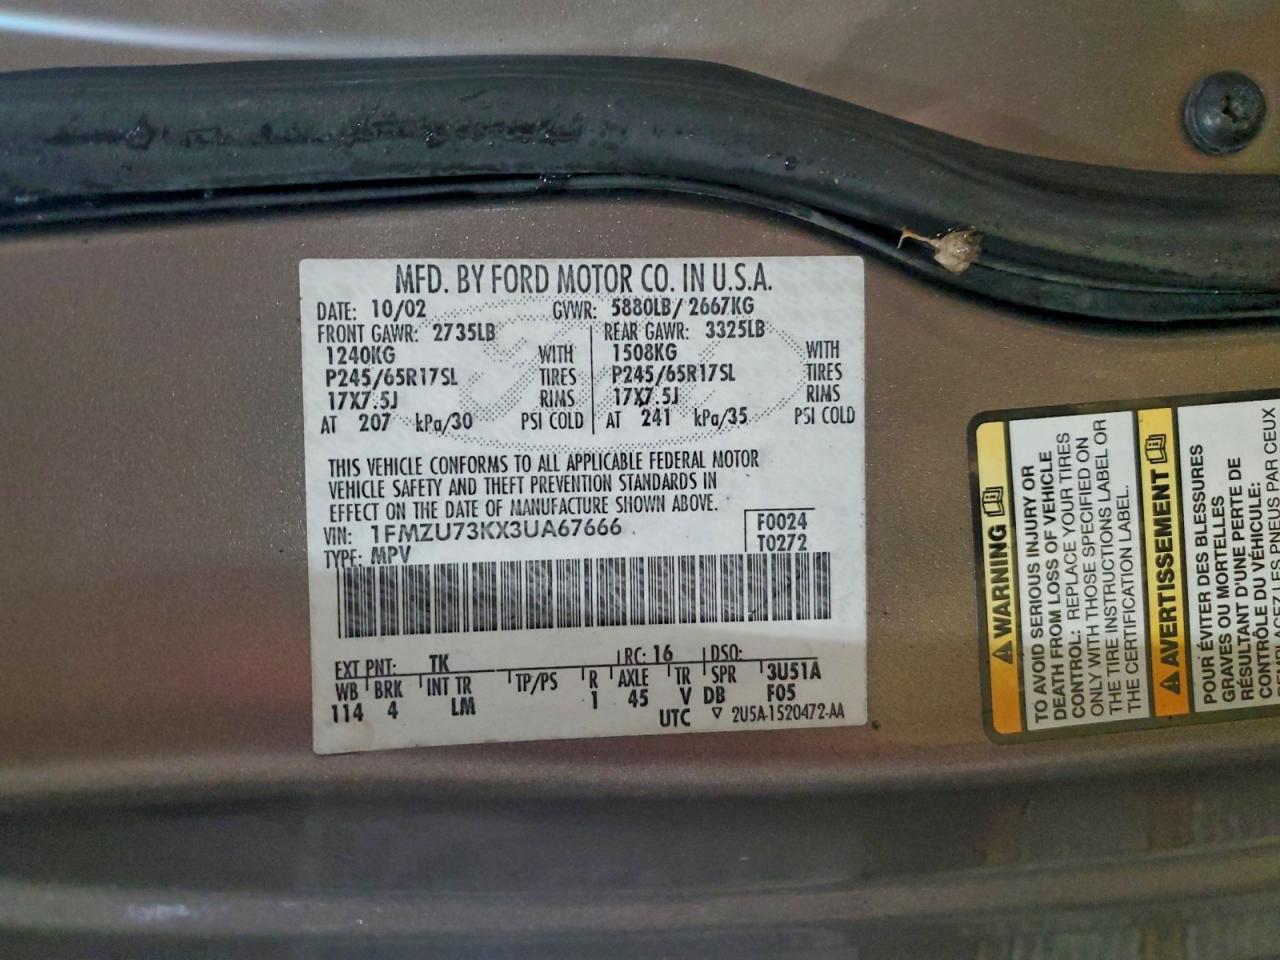 MFD. BY FORD MOTOR CO. IN U.S.A.
DATE: 10/02 GVWR: 5880LB/2667KG
FRONT GAWR: 2735LB REAR GAWR: 3325LB
1240KG WITH 1508KG WITH
P245/65R17SL TIRES P245/65R17SL TIRES
17X7.5J RIMS 17X7.5J RIMS
AT 207 kPa/30 PSI COLD AT 241 kPa/35 PSI COLD
THIS VEHICLE CONFORMS TO ALL APPLICABLE FEDERAL MOTOR
VEHICLE SAFETY AND THEFT PREVENTION STANDARDS IN
EFFECT ON THE DATE OF MANUFACTURE SHOWN ABOVE.
VIN: 1FMZU73KX3UA67666 F0024
TYPE: MPV T0272
EXT PNT: TK RC: 16 DSO:
WB BRK INT TR TP/PS R AXLE TR SPR 3U51A
114 4 LM 1 45 V DB F05
UTC ▽ 2U5A-1520472-AA
WARNING
TO AVOID SERIOUS INJURY OR
DEATH FROM LOSS OF VEHICLE
CONTROL: REPLACE YOUR TIRES
ONLY WITH THOSE SPECIFIED ON
THE TIRE INSTRUCTIONS LABEL OR
THE CERTIFICATION LABEL.
AVERTISSEMENT
POUR ÉVITER DES BLESSURES
GRAVES OU MORTELLES
RÉSULTANT D'UNE PERTE DE
CONTRÔLE DU VÉHICULE:
LES PNEUS PAR CEUX